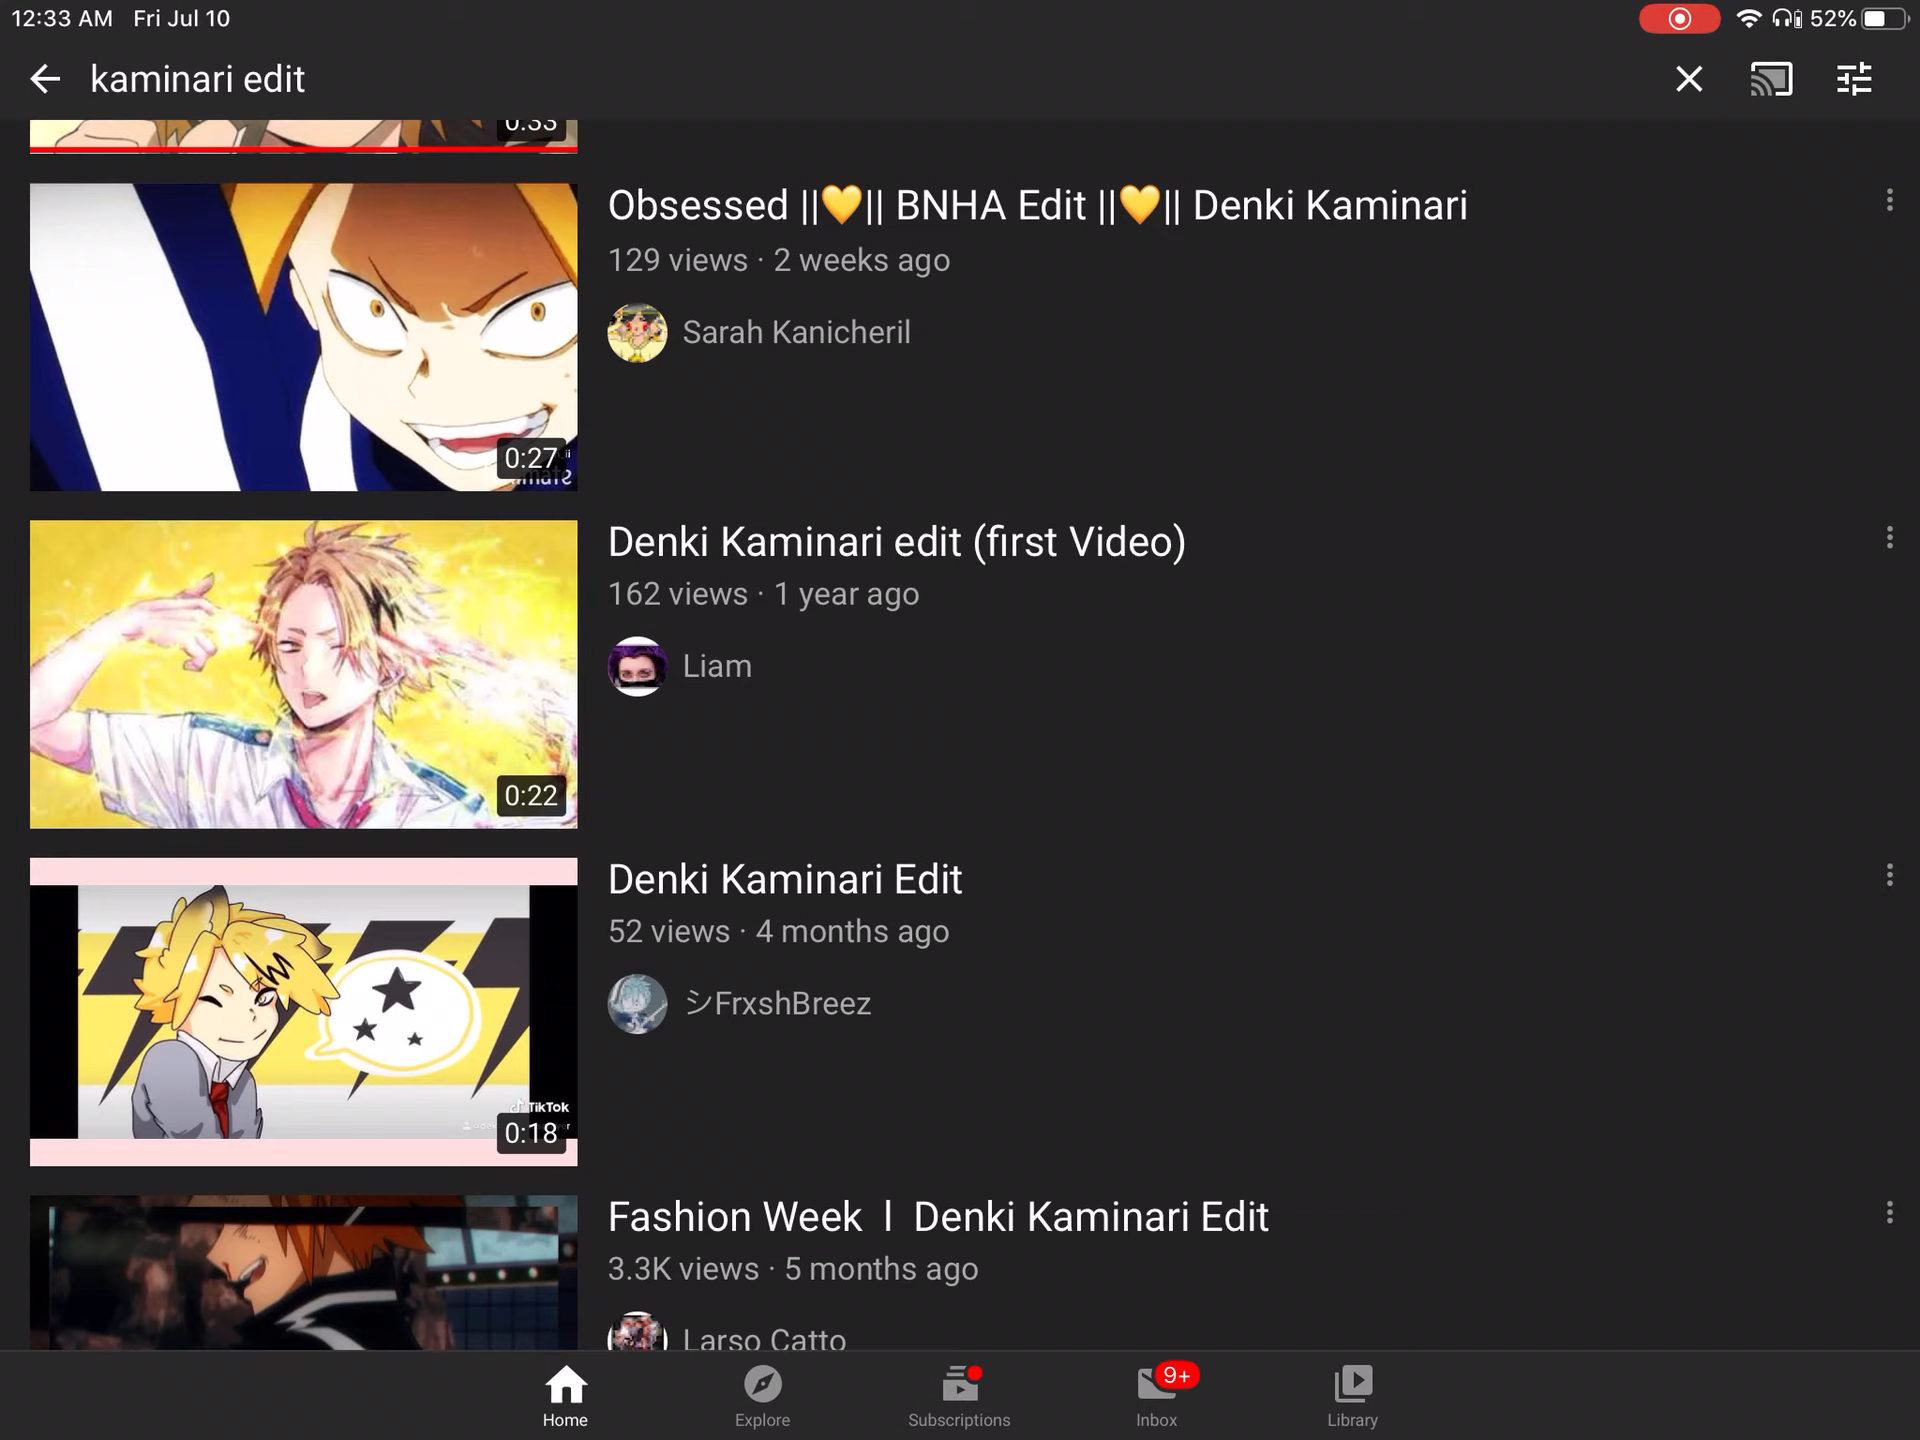 12:33 AM Fri Jul 10
52%
kaminari edit
0:33
Obsessed ||💛|| BNHA Edit ||💛|| Denki Kaminari
129 views · 2 weeks ago
Sarah Kanicheril
0:27
Denki Kaminari edit (first Video)
162 views · 1 year ago
Liam
0:22
Denki Kaminari Edit
52 views · 4 months ago
シFrxshBreez
TikTok
0:18
Fashion Week l Denki Kaminari Edit
3.3K views · 5 months ago
Larso Catto
9+
Home
Explore
Subscriptions
Inbox
Library